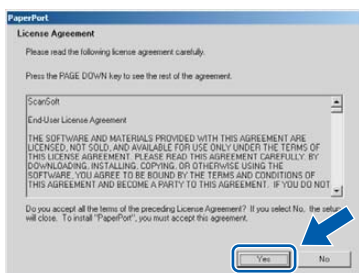 PaperPort
License Agreement
Please read the following license agreement carefully.
Press the PAGE DOWN key to see the rest of the agreement.
ScanSoft
End-User License Agreement
THE SOFTWARE AND MATERIALS PROVIDED WITH THIS AGREEMENT ARE
LICENSED, NOT SOLD, AND AVAILABLE FOR USE ONLY UNDER THE TERMS OF
THIS LICENSE AGREEMENT. PLEASE READ THIS AGREEMENT CAREFULLY. BY
DOWNLOADING, INSTALLING, COPYING, OR OTHERWISE USING THE
SOFTWARE, YOU AGREE TO BE BOUND BY THE TERMS AND CONDITIONS OF
THIS AGREEMENT AND BECOME A PARTY TO THIS AGREEMENT. IF YOU DO NOT
Do you accept all the terms of the preceding License Agreement? If you select No, the setup
will close. To install "PaperPort", you must accept this agreement.
Yes
No